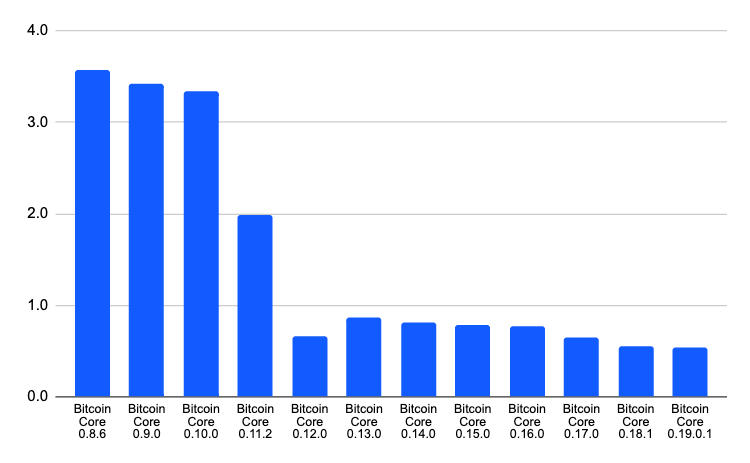 4.0
3.0
2.0
1.0
0.0
Bitcoin Core 0.8.6
Bitcoin Core 0.9.0
Bitcoin Core 0.10.0
Bitcoin Core 0.11.2
Bitcoin Core 0.12.0
Bitcoin Core 0.13.0
Bitcoin Core 0.14.0
Bitcoin Core 0.15.0
Bitcoin Core 0.16.0
Bitcoin Core 0.17.0
Bitcoin Core 0.18.1
Bitcoin Core 0.19.0.1